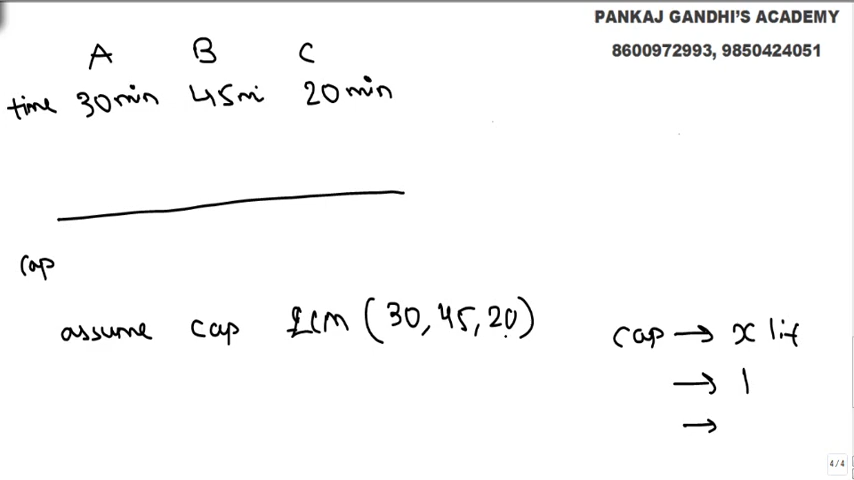 PANKAJ GANDHI'S ACADEMY
8600972993, 9850424051
A B C
time 30min 45mi 20min
cap
assume cap LCM (30, 45, 20)
cap → x lit
→ 1
→
4/4